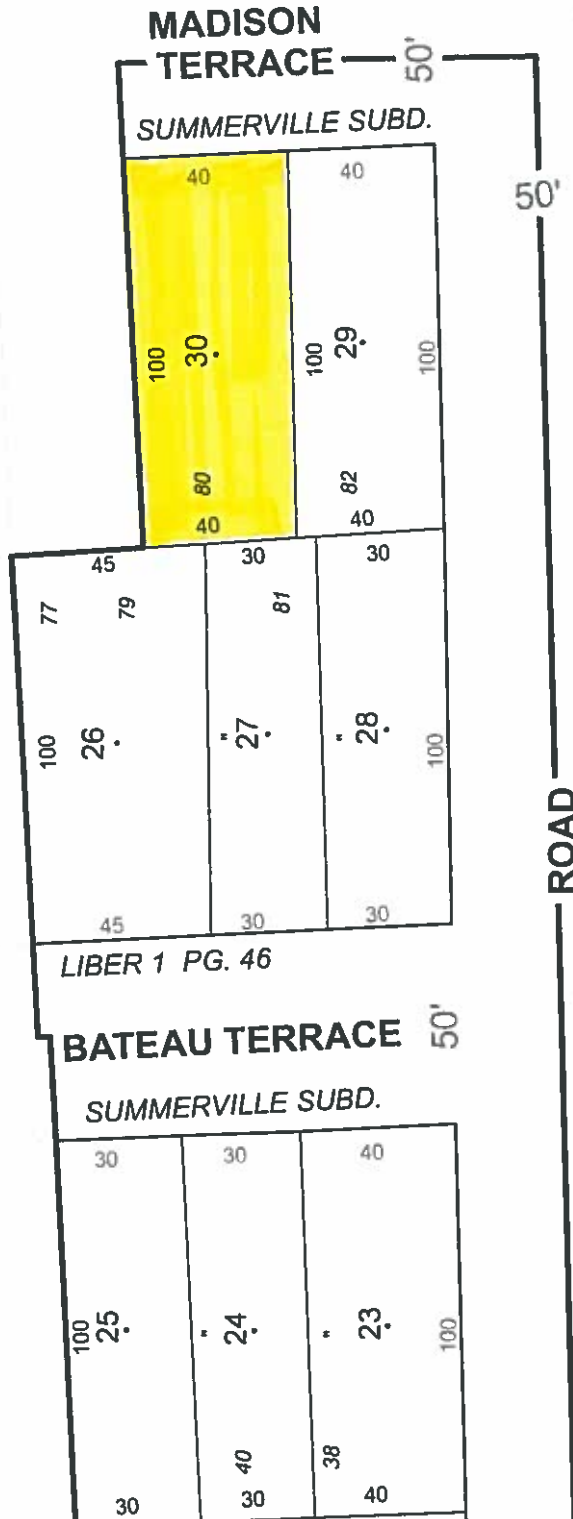 MADISON
TERRACE 50'
SUMMERVILLE SUBD.
50'
40 40
100 30. 100 29. 100
80 82
40 40
45 30 30
77 79 81
100 26. " 27. " 28. 100
45 30 30
LIBER 1 PG. 46
ROAD
BATEAU TERRACE 50'
SUMMERVILLE SUBD.
30 30 40
100 25. " 24. " 23. 100
40 38
30 30 40